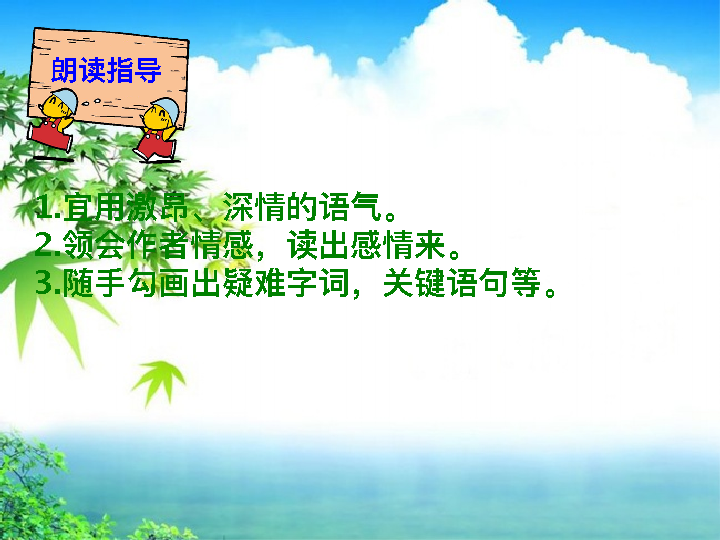 朗读指导
1.宜用激昂、深情的语气。
2.领会作者情感，读出感情来。
3.随手勾画出疑难字词，关键语句等。